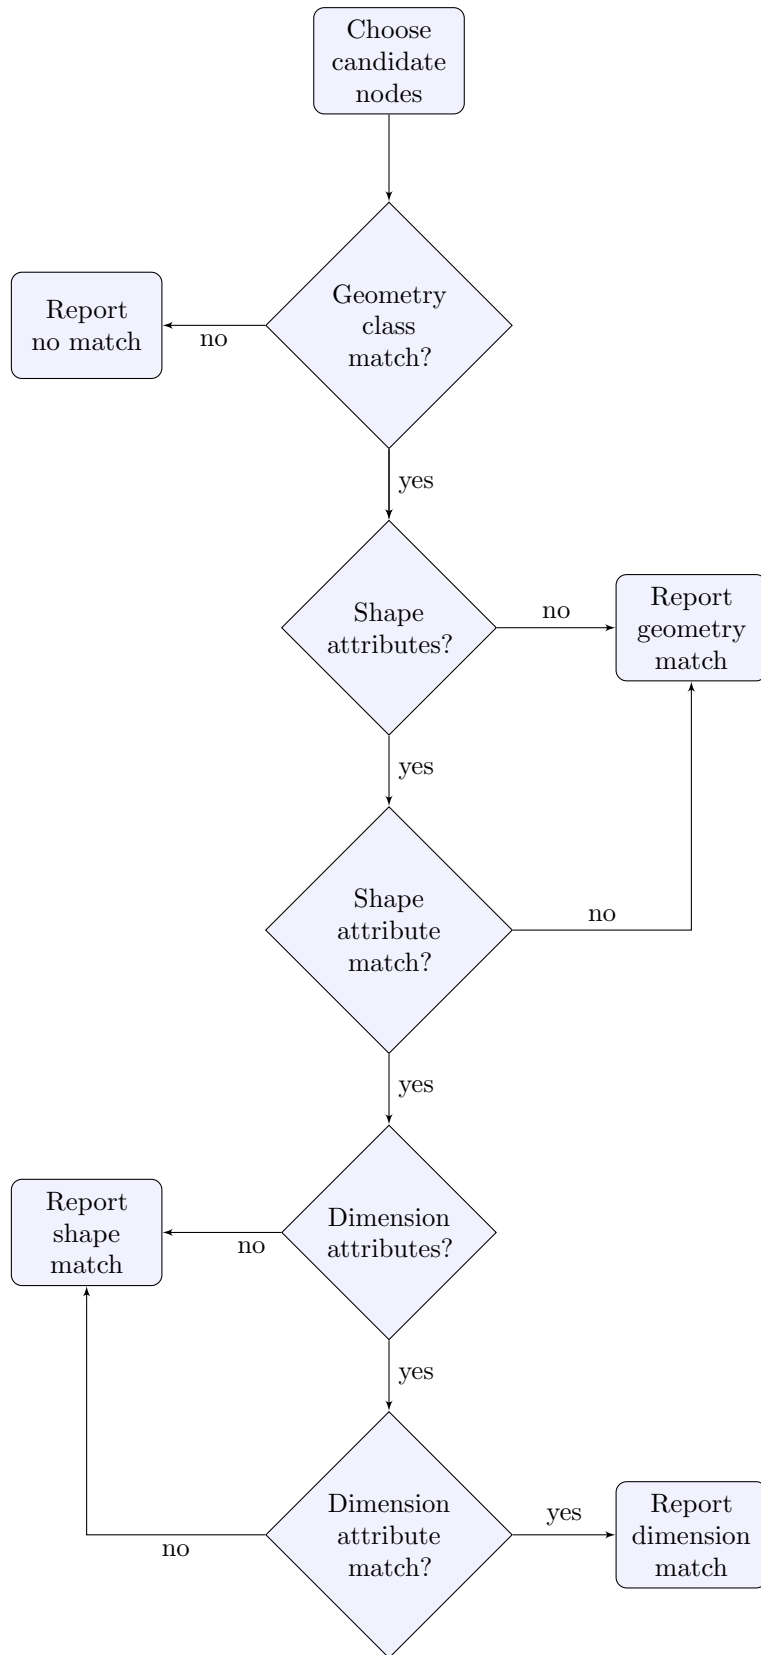 Choose
candidate
nodes
Geometry
class
match?
Report
no match
no
yes
Shape
attributes?
no
Report
geometry
match
yes
Shape
attribute
match?
no
yes
Dimension
attributes?
no
Report
shape
match
yes
Dimension
attribute
match?
no
yes
Report
dimension
match